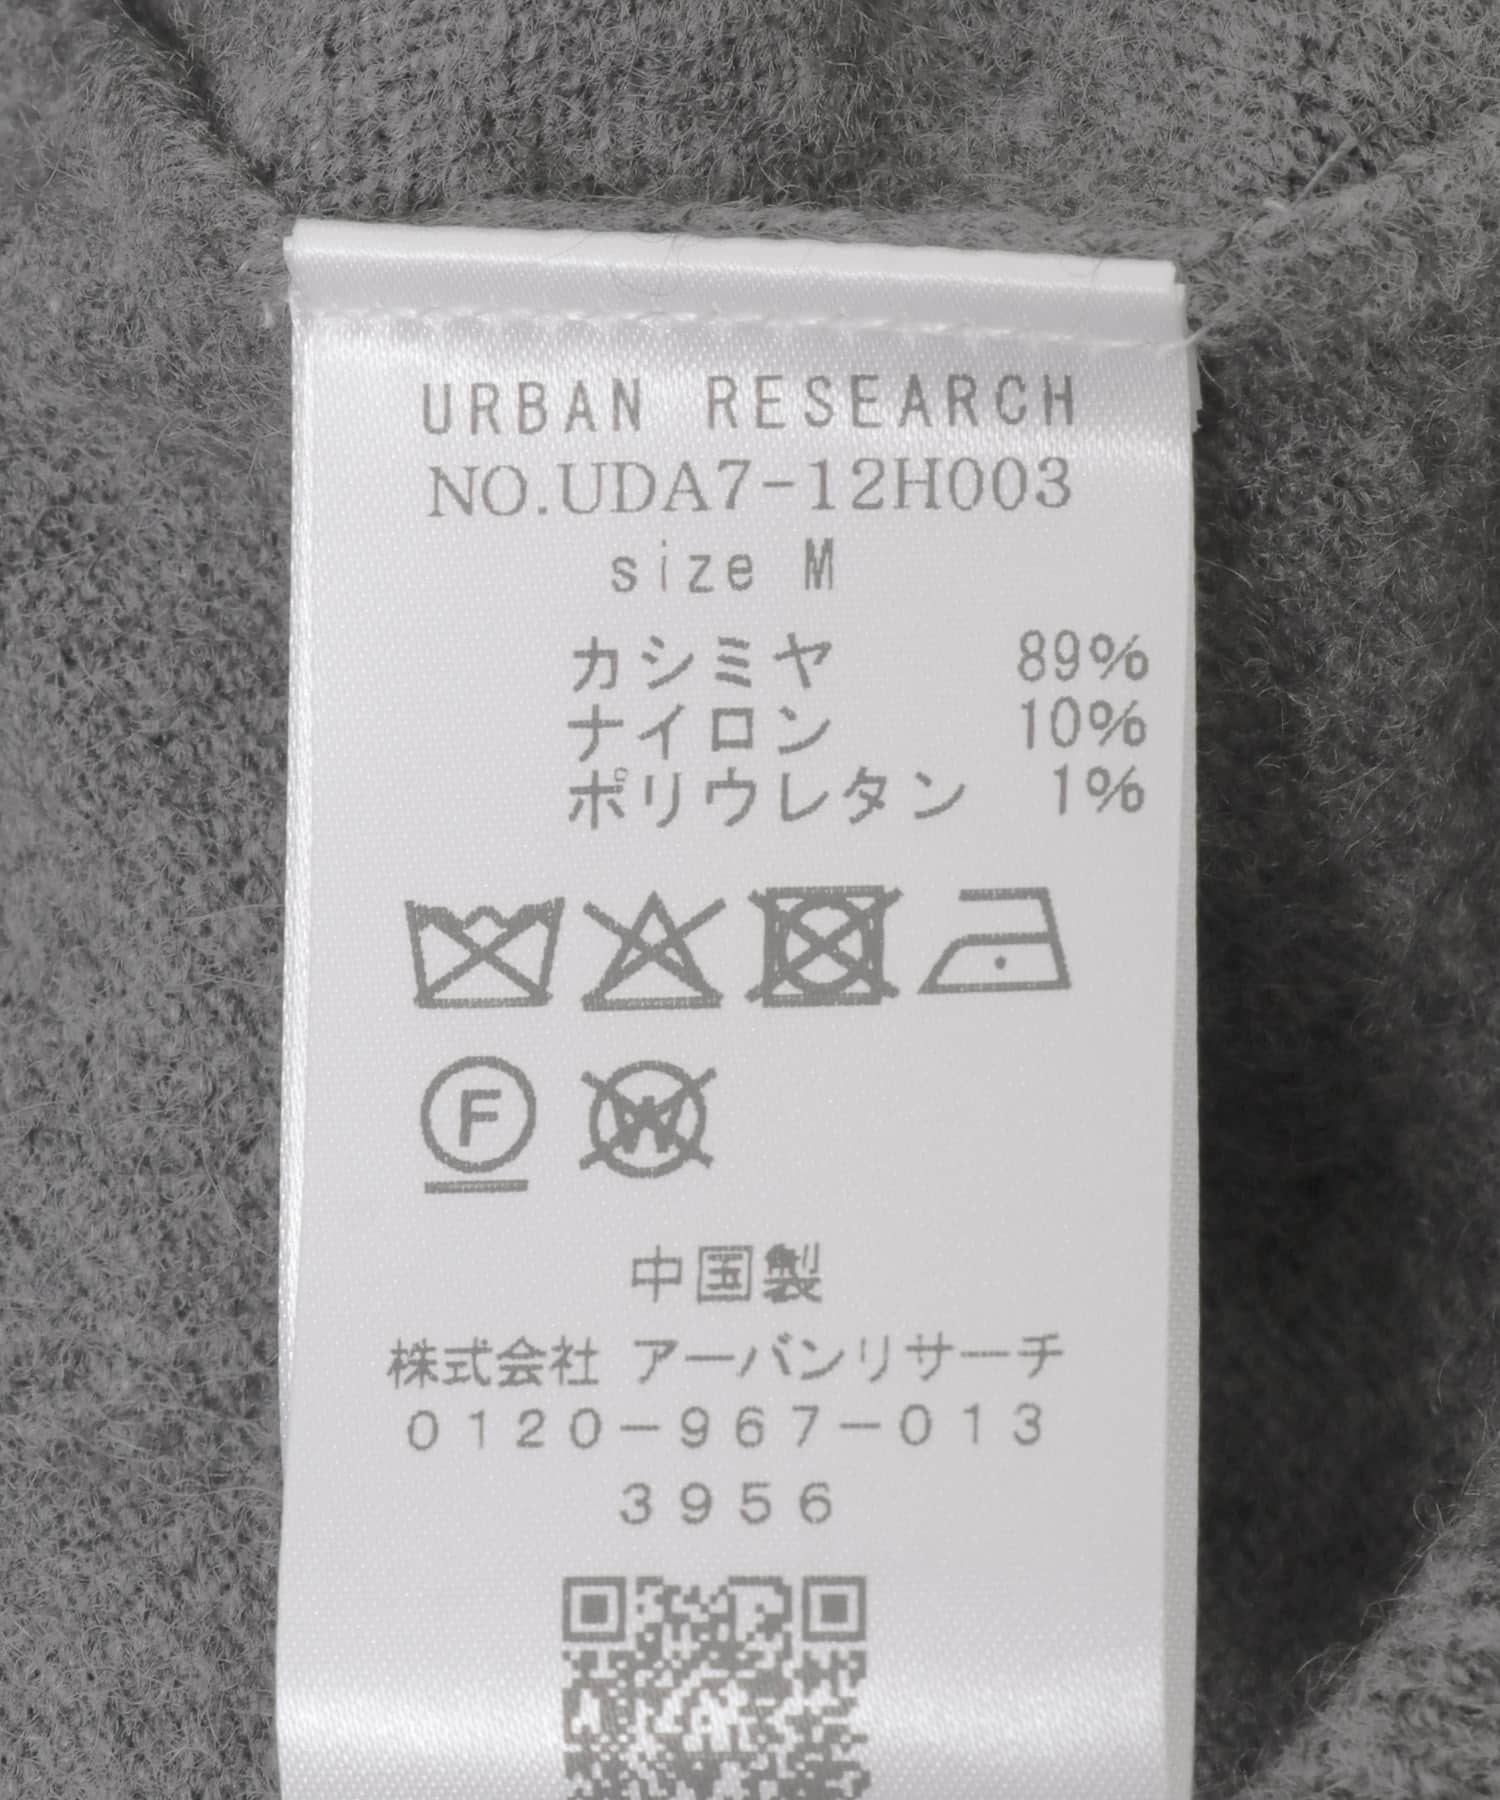 URBAN RESEARCH
NO.UDA7-12H003
size M
カシミヤ 89%
ナイロン 10%
ポリウレタン 1%
F W
中国製
株式会社 アーバンリサーチ
0120-967-013
3956